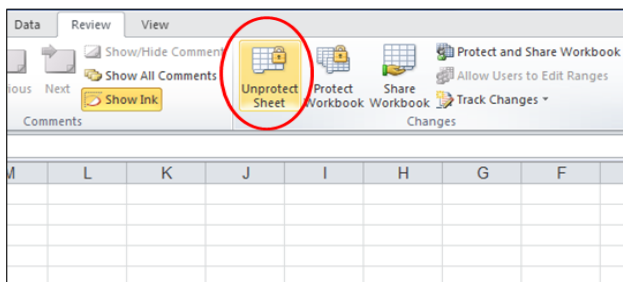 Data Review View
Show/Hide Comment
Show All Comments
Show Ink
Next
Comments
Unprotect
Sheet
Protect
Workbook
Share
Workbook
Protect and Share Workbook
Allow Users to Edit Ranges
Track Changes
Changes
M L K J I H G F